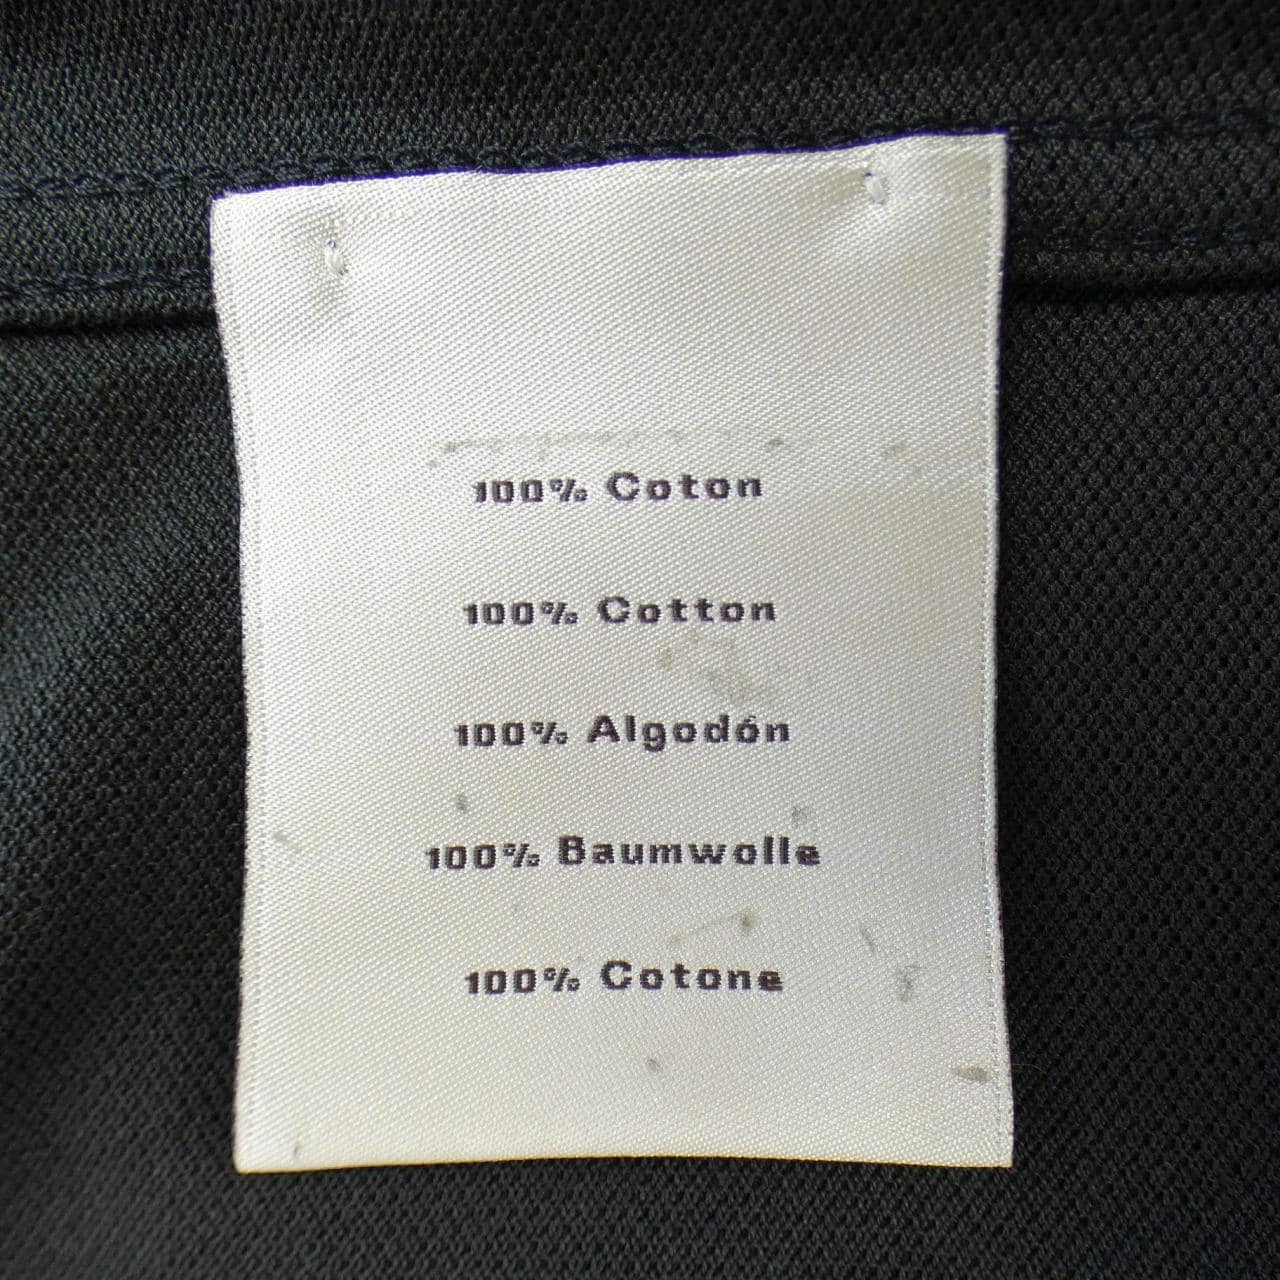 100% Coton
100% Cotton
100% Algodón
100% Baumwolle
100% Cotone